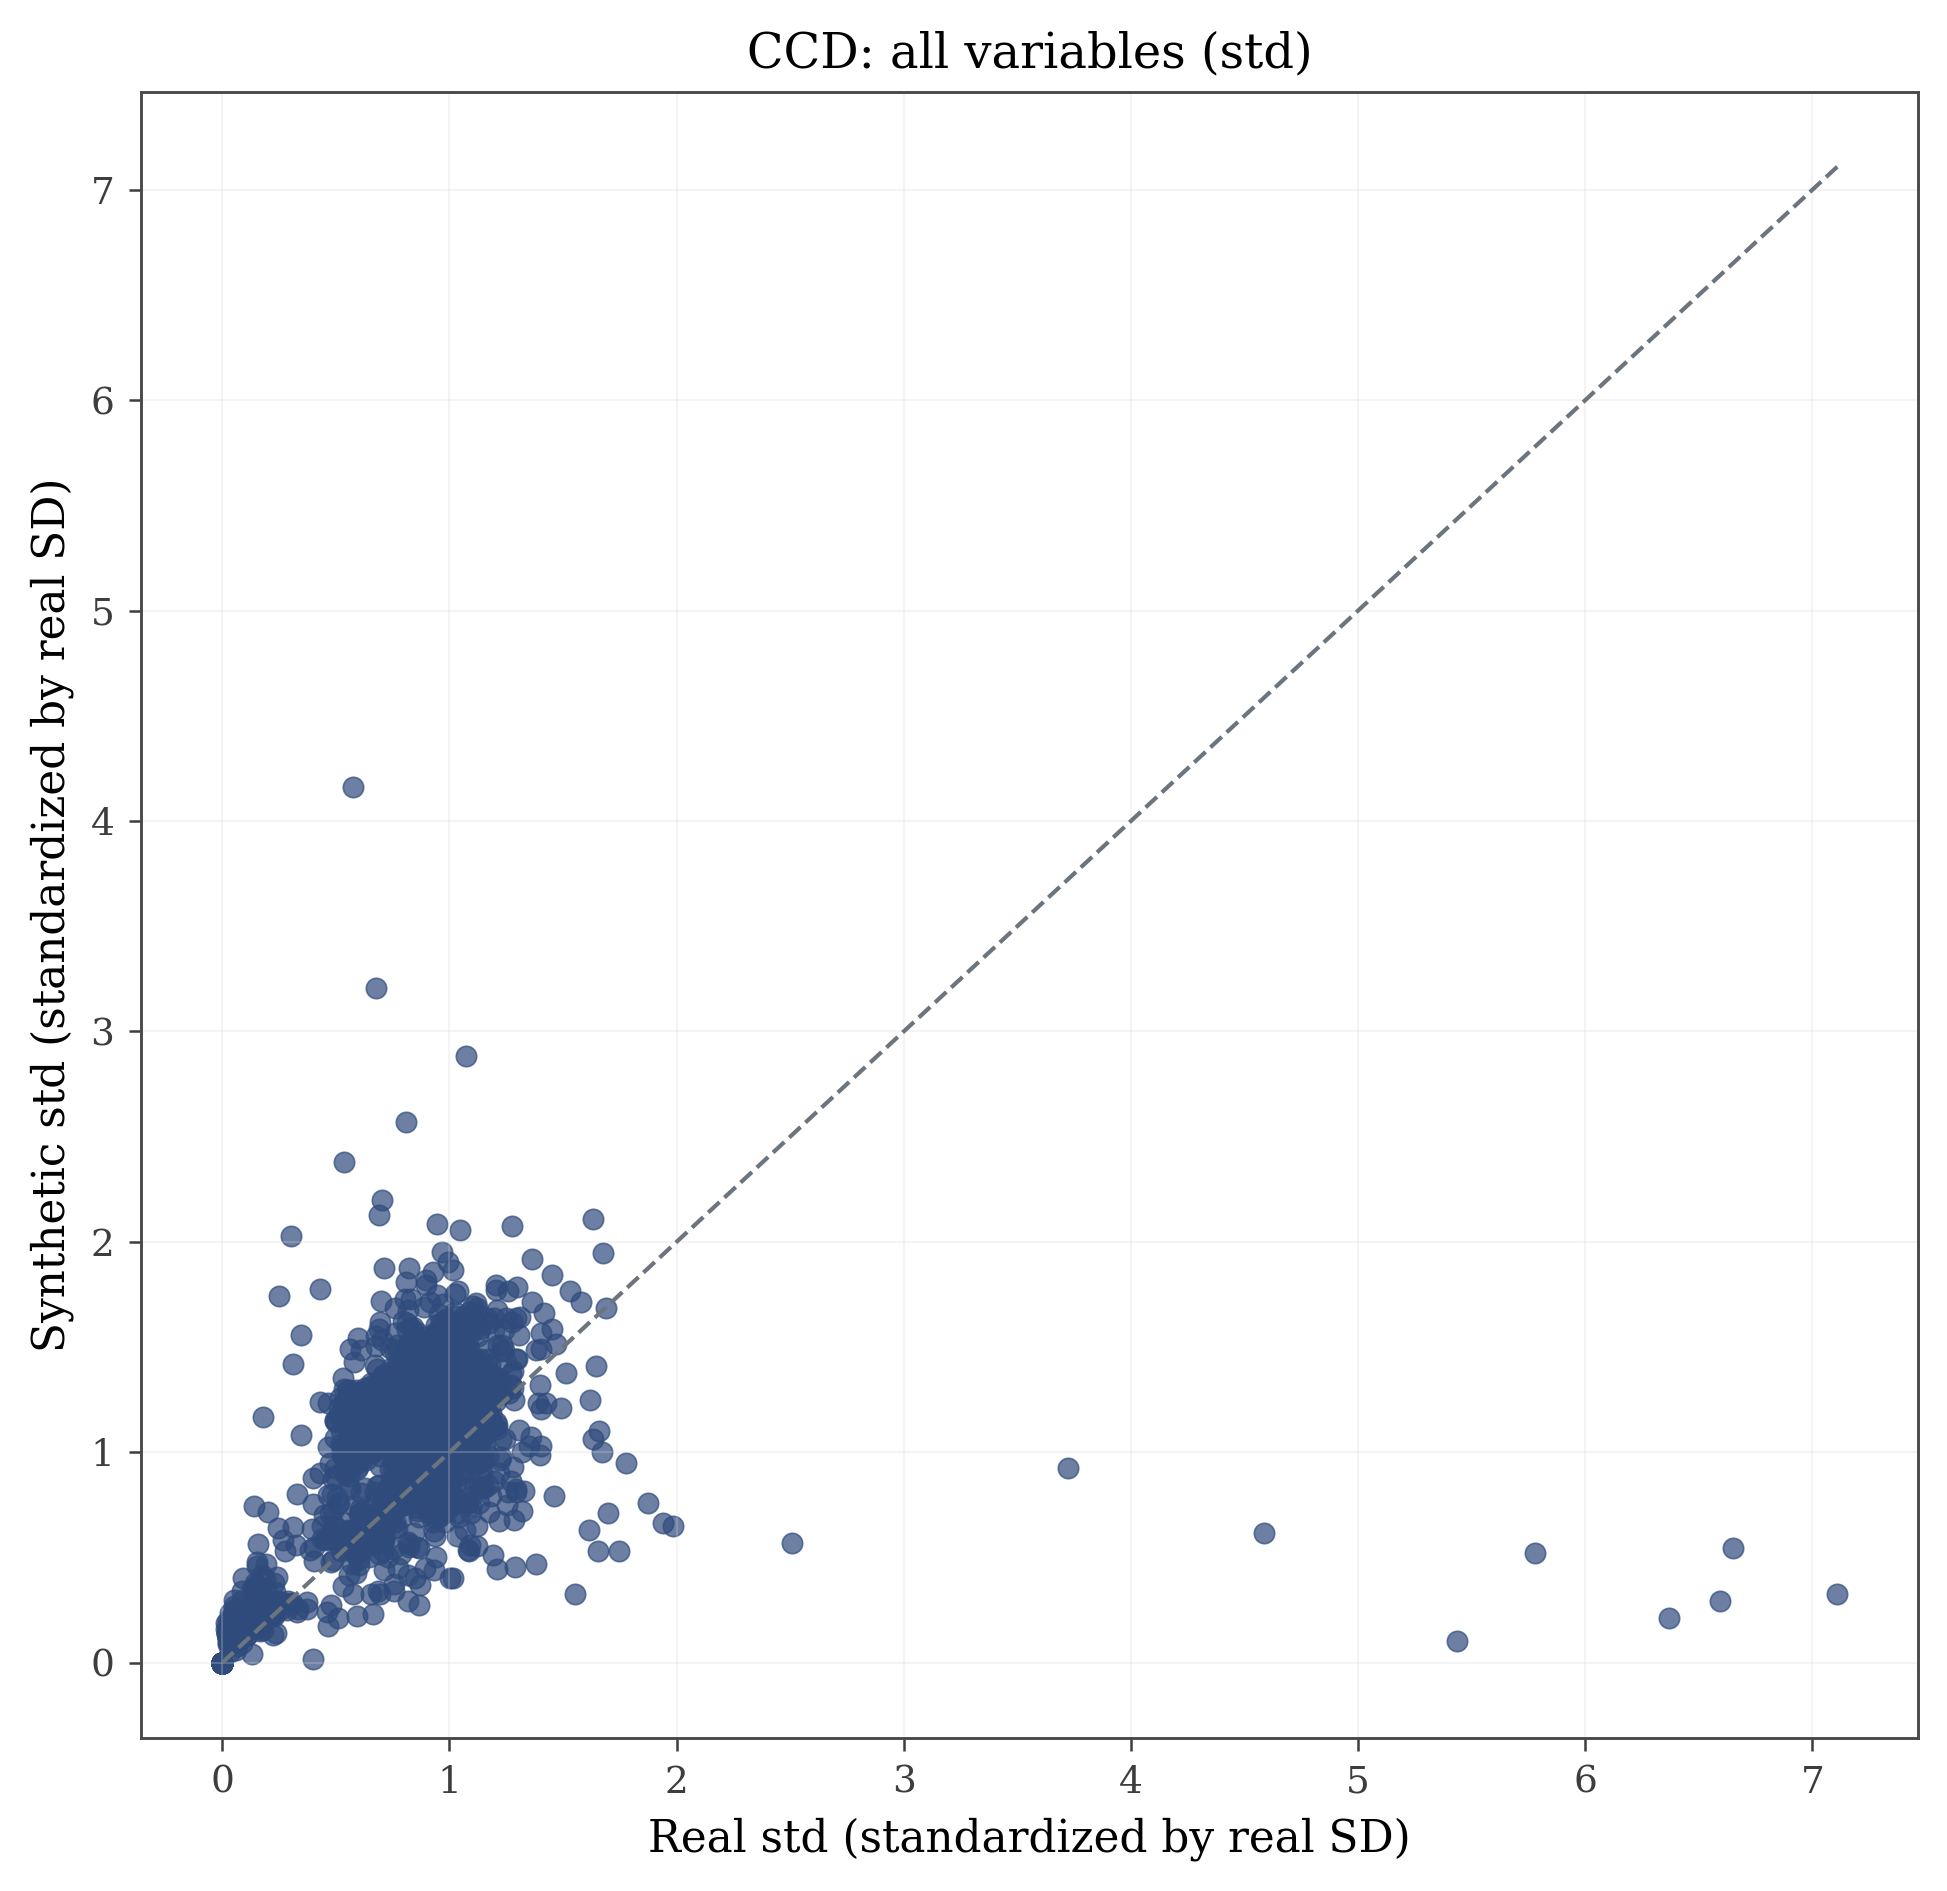 CCD: all variables (std)
Synthetic std (standardized by real SD)
7
6
5
4
3
2
1
0
0 1 2 3 4 5 6 7
Real std (standardized by real SD)